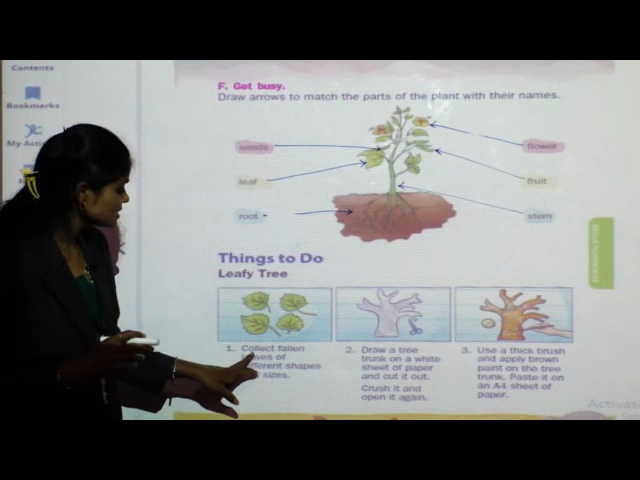 Contents
Bookmarks
My Acti
F. Get busy.
Draw arrows to match the parts of the plant with their names.
seeds
flower
leaf
fruit
root
stem
Things to Do
Leafy Tree
1. Collect fallen
ves of
ferent shapes
sizes.
2. Draw a tree
trunk on a white
sheet of paper
and cut it out.
Crush it and
open it again.
3. Use a thick brush
and apply brown
paint on the tree
trunk. Paste it on
an A4 sheet of
paper.
Activat